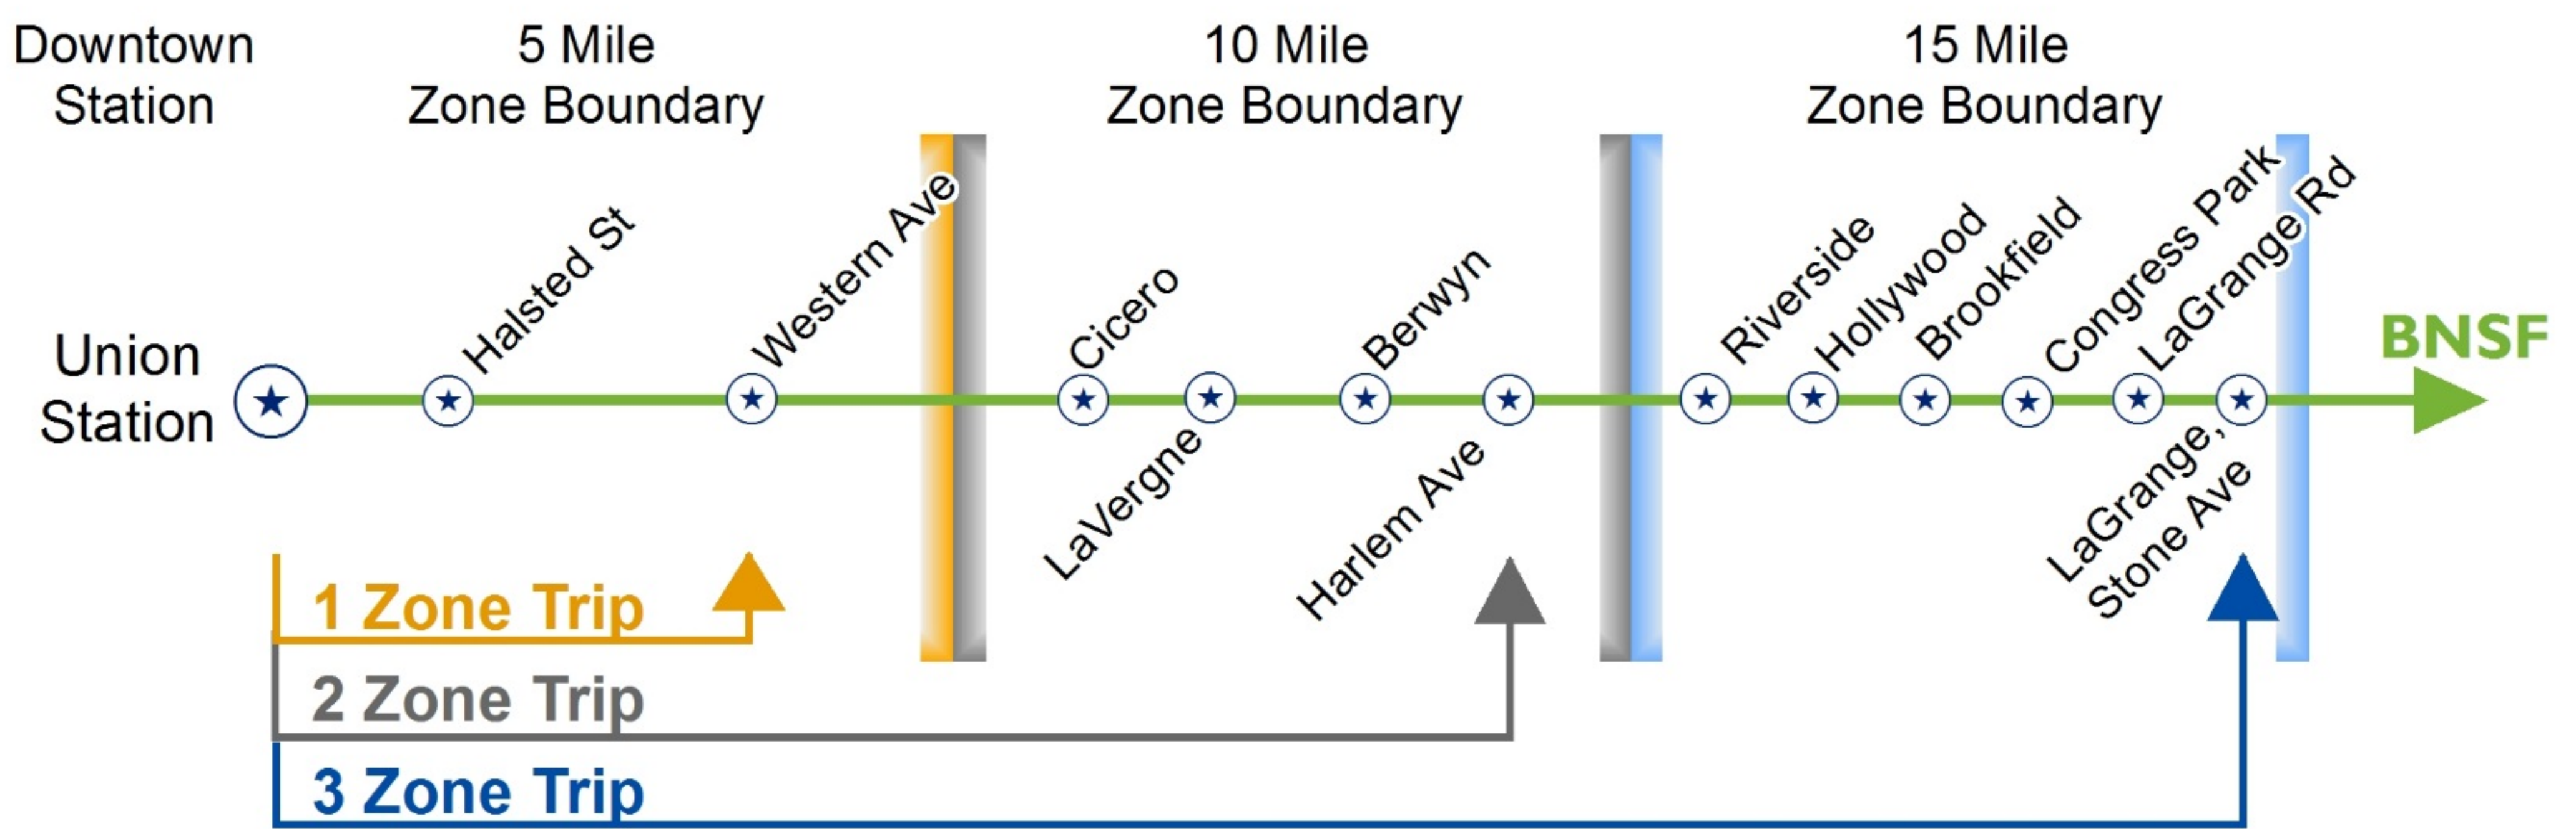 Downtown
Station
5 Mile
Zone Boundary
10 Mile
Zone Boundary
15 Mile
Zone Boundary
Union
Station
Halsted St
Western Ave
Cicero
LaVergne
Berwyn
Harlem Ave
Riverside
Hollywood
Brookfield
Congress Park
LaGrange Rd
LaGrange,
Stone Ave
BNSF
1 Zone Trip
2 Zone Trip
3 Zone Trip